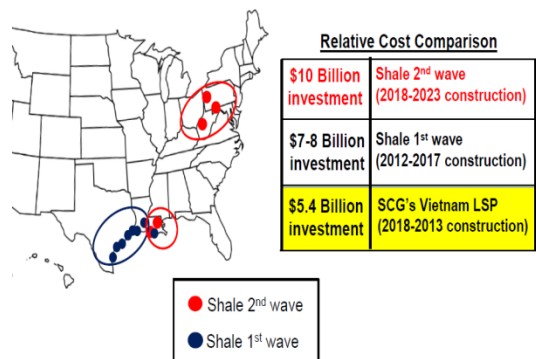 Relative Cost Comparison
$10 Billion investment
Shale 2nd wave
(2018-2023 construction)
$7-8 Billion investment
Shale 1st wave
(2012-2017 construction)
$5.4 Billion investment
SCG's Vietnam LSP
(2018-2013 construction)
Shale 2nd wave
Shale 1st wave